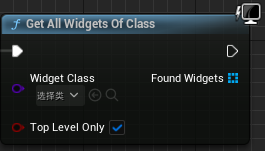 f Get All Widgets Of Class
Widget Class
Found Widgets
选择类
Top Level Only